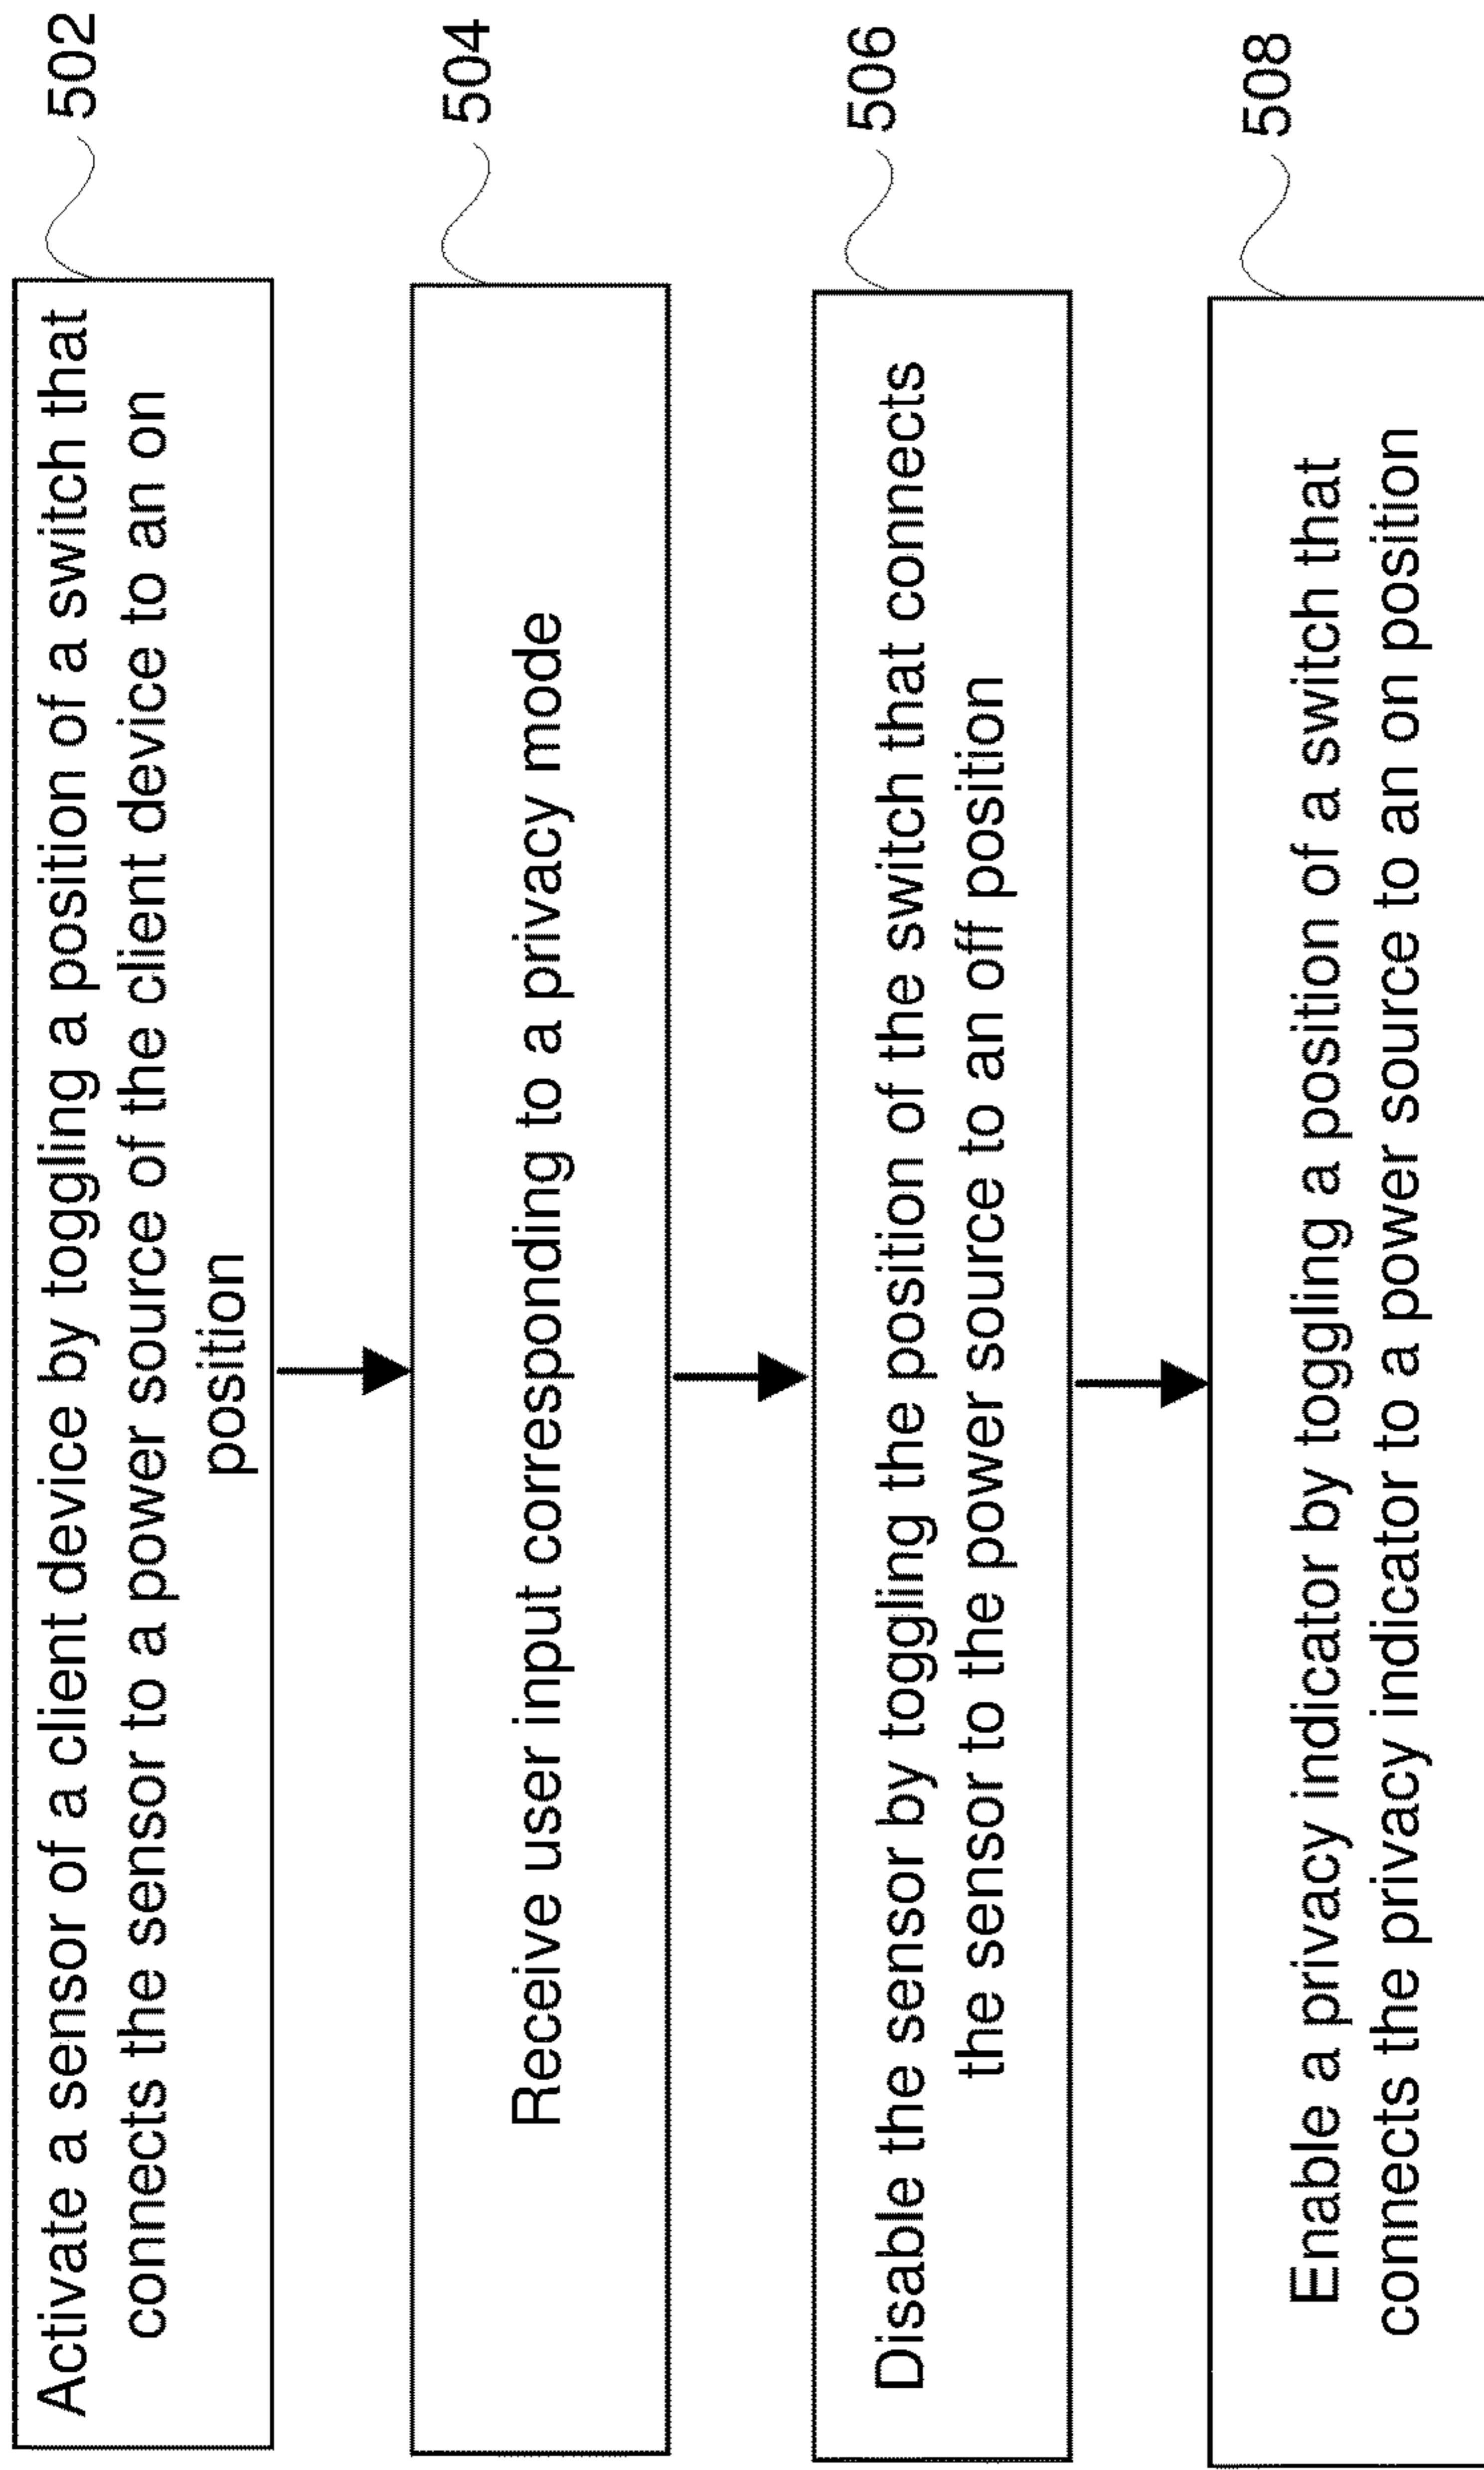 Activate a sensor of a client device by toggling a position of a switch that
connects the sensor to a power source of the client device to an on
position
502
Receive user input corresponding to a privacy mode
504
Disable the sensor by toggling the position of the switch that connects
the sensor to the power source to an off position
506
Enable a privacy indicator by toggling a position of a switch that
connects the privacy indicator to a power source to an on position
508